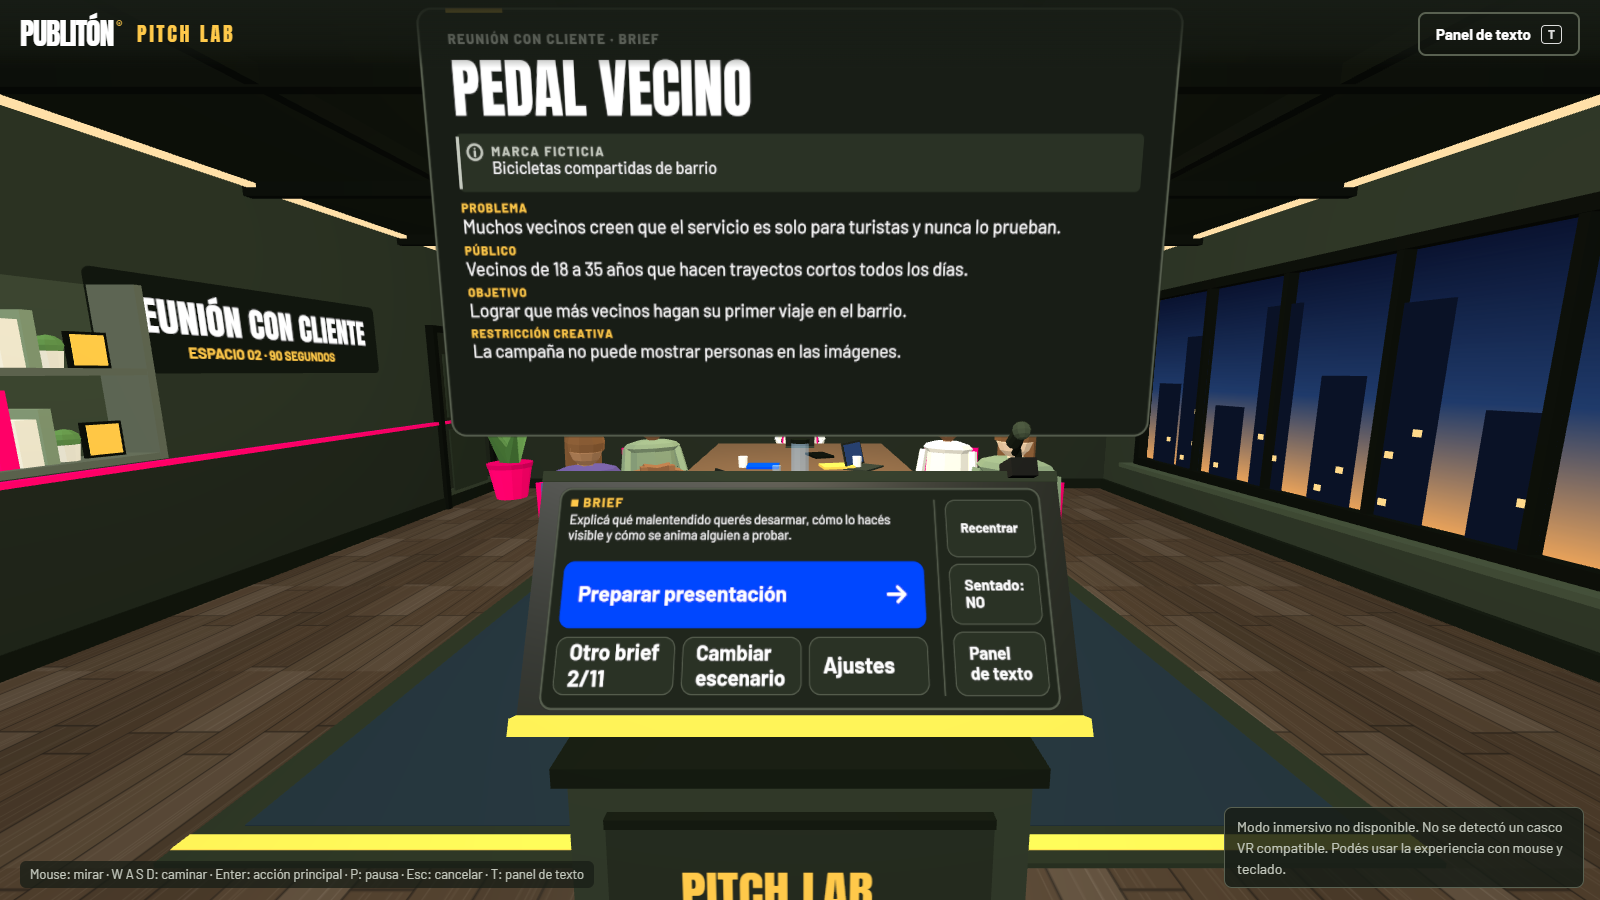 PUBLITÓN
PITCH LAB
Panel de texto T
REUNIÓN CON CLIENTE · BRIEF
PEDAL VECINO
MARCA FICTICIA
Bicicletas compartidas de barrio
PROBLEMA
Muchos vecinos creen que el servicio es solo para turistas y nunca lo prueban.
PÚBLICO
Vecinos de 18 a 35 años que hacen trayectos cortos todos los días.
OBJETIVO
Lograr que más vecinos hagan su primer viaje en el barrio.
RESTRICCIÓN CREATIVA
La campaña no puede mostrar personas en las imágenes.
EUNIÓN CON CLIENTE
ESPACIO 02 · 90 SEGUNDOS
BRIEF
Explicá qué malentendido querés desarmar, cómo lo hacés
visible y cómo se anima alguien a probar.
Preparar presentación
Otro brief
2/11
Cambiar
escenario
Ajustes
Recentrar
Sentado:
NO
Panel
de texto
PITCH LAB
Mouse: mirar · W A S D: caminar · Enter: acción principal · P: pausa · Esc: cancelar · T: panel de texto
Modo inmersivo no disponible. No se detectó un casco
VR compatible. Podés usar la experiencia con mouse y
teclado.